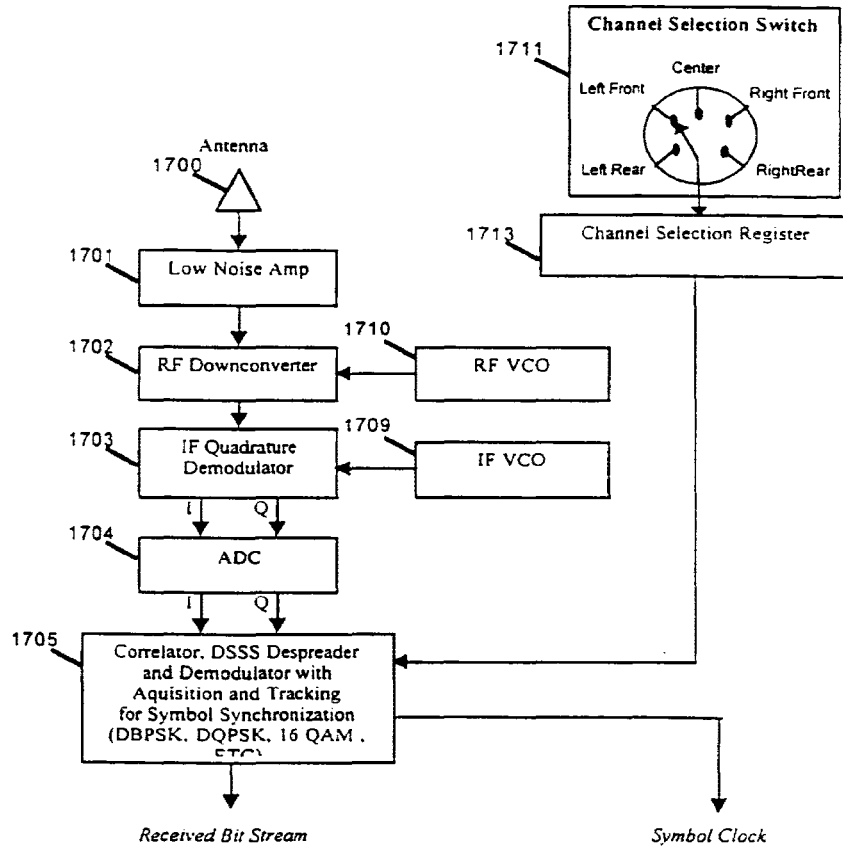 Channel Selection Switch
1711
Center
Left Front
Right Front
Left Rear
RightRear
Antenna
1700
1713
Channel Selection Register
1701
Low Noise Amp
1702
RF Downconverter
1710
RF VCO
1703
IF Quadrature
Demodulator
1709
IF VCO
I
Q
1704
ADC
I
Q
1705
Correlator, DSSS Despreader
and Demodulator with
Aquisition and Tracking
for Symbol Synchronization
(DBPSK, DQPSK, 16 QAM ,
ETC)
Received Bit Stream
Symbol Clock